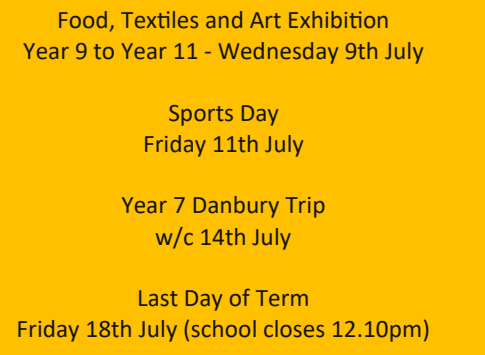 Food, Textiles and Art Exhibition
Year 9 to Year 11 - Wednesday 9th July
Sports Day
Friday 11th July
Year 7 Danbury Trip
w/c 14th July
Last Day of Term
Friday 18th July (school closes 12.10pm)